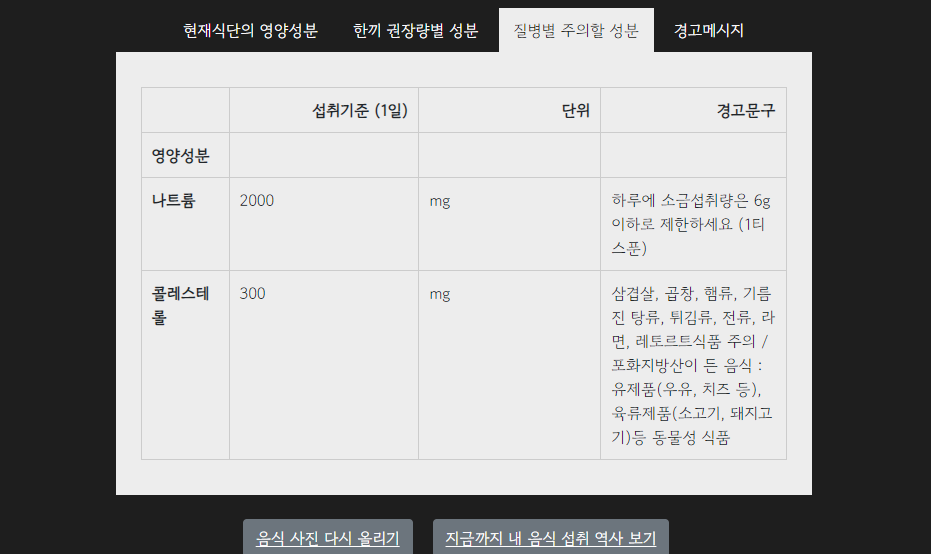 현재식단의 영양성분 한끼 권장량별 성분 질병별 주의할 성분 경고메시지
섭취기준 (1일) 단위 경고문구
영양성분
나트륨 2000 mg 하루에 소금섭취량은 6g
이하로 제한하세요 (1티
스푼)
콜레스테 300 mg 삼겹살, 곱창, 햄류, 기름
롤 진 탕류, 튀김류, 전류, 라
면, 레토르트식품 주의 /
포화지방산이 든 음식 :
유제품(우유, 치즈 등),
육류제품(소고기, 돼지고
기)등 동물성 식품
음식 사진 다시 올리기 지금까지 내 음식 섭취 역사 보기